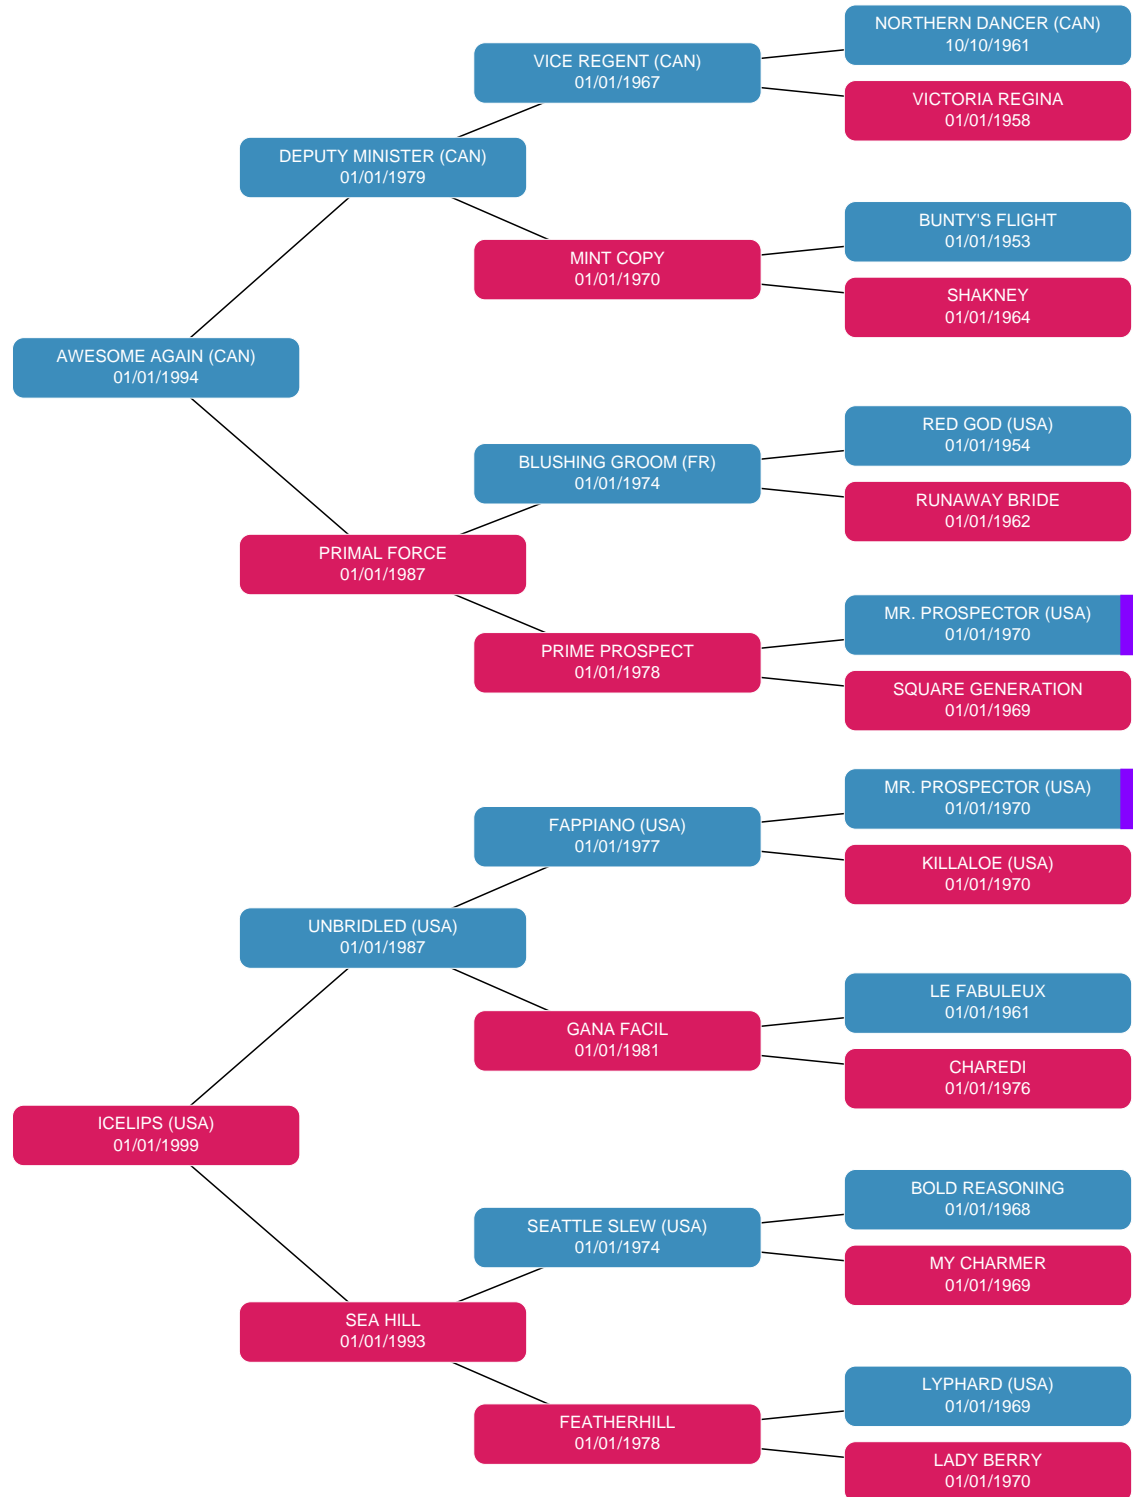 NORTHERN DANCER (CAN)
10/10/1961
VICE REGENT (CAN)
01/01/1967
VICTORIA REGINA
01/01/1958
DEPUTY MINISTER (CAN)
01/01/1979
BUNTY'S FLIGHT
01/01/1953
MINT COPY
01/01/1970
SHAKNEY
01/01/1964
AWESOME AGAIN (CAN)
01/01/1994
RED GOD (USA)
01/01/1954
BLUSHING GROOM (FR)
01/01/1974
RUNAWAY BRIDE
01/01/1962
PRIMAL FORCE
01/01/1987
MR. PROSPECTOR (USA)
01/01/1970
PRIME PROSPECT
01/01/1978
SQUARE GENERATION
01/01/1969
MR. PROSPECTOR (USA)
01/01/1970
FAPPIANO (USA)
01/01/1977
KILLALOE (USA)
01/01/1970
UNBRIDLED (USA)
01/01/1987
LE FABULEUX
01/01/1961
GANA FACIL
01/01/1981
CHAREDI
01/01/1976
ICELIPS (USA)
01/01/1999
BOLD REASONING
01/01/1968
SEATTLE SLEW (USA)
01/01/1974
MY CHARMER
01/01/1969
SEA HILL
01/01/1993
LYPHARD (USA)
01/01/1969
FEATHERHILL
01/01/1978
LADY BERRY
01/01/1970